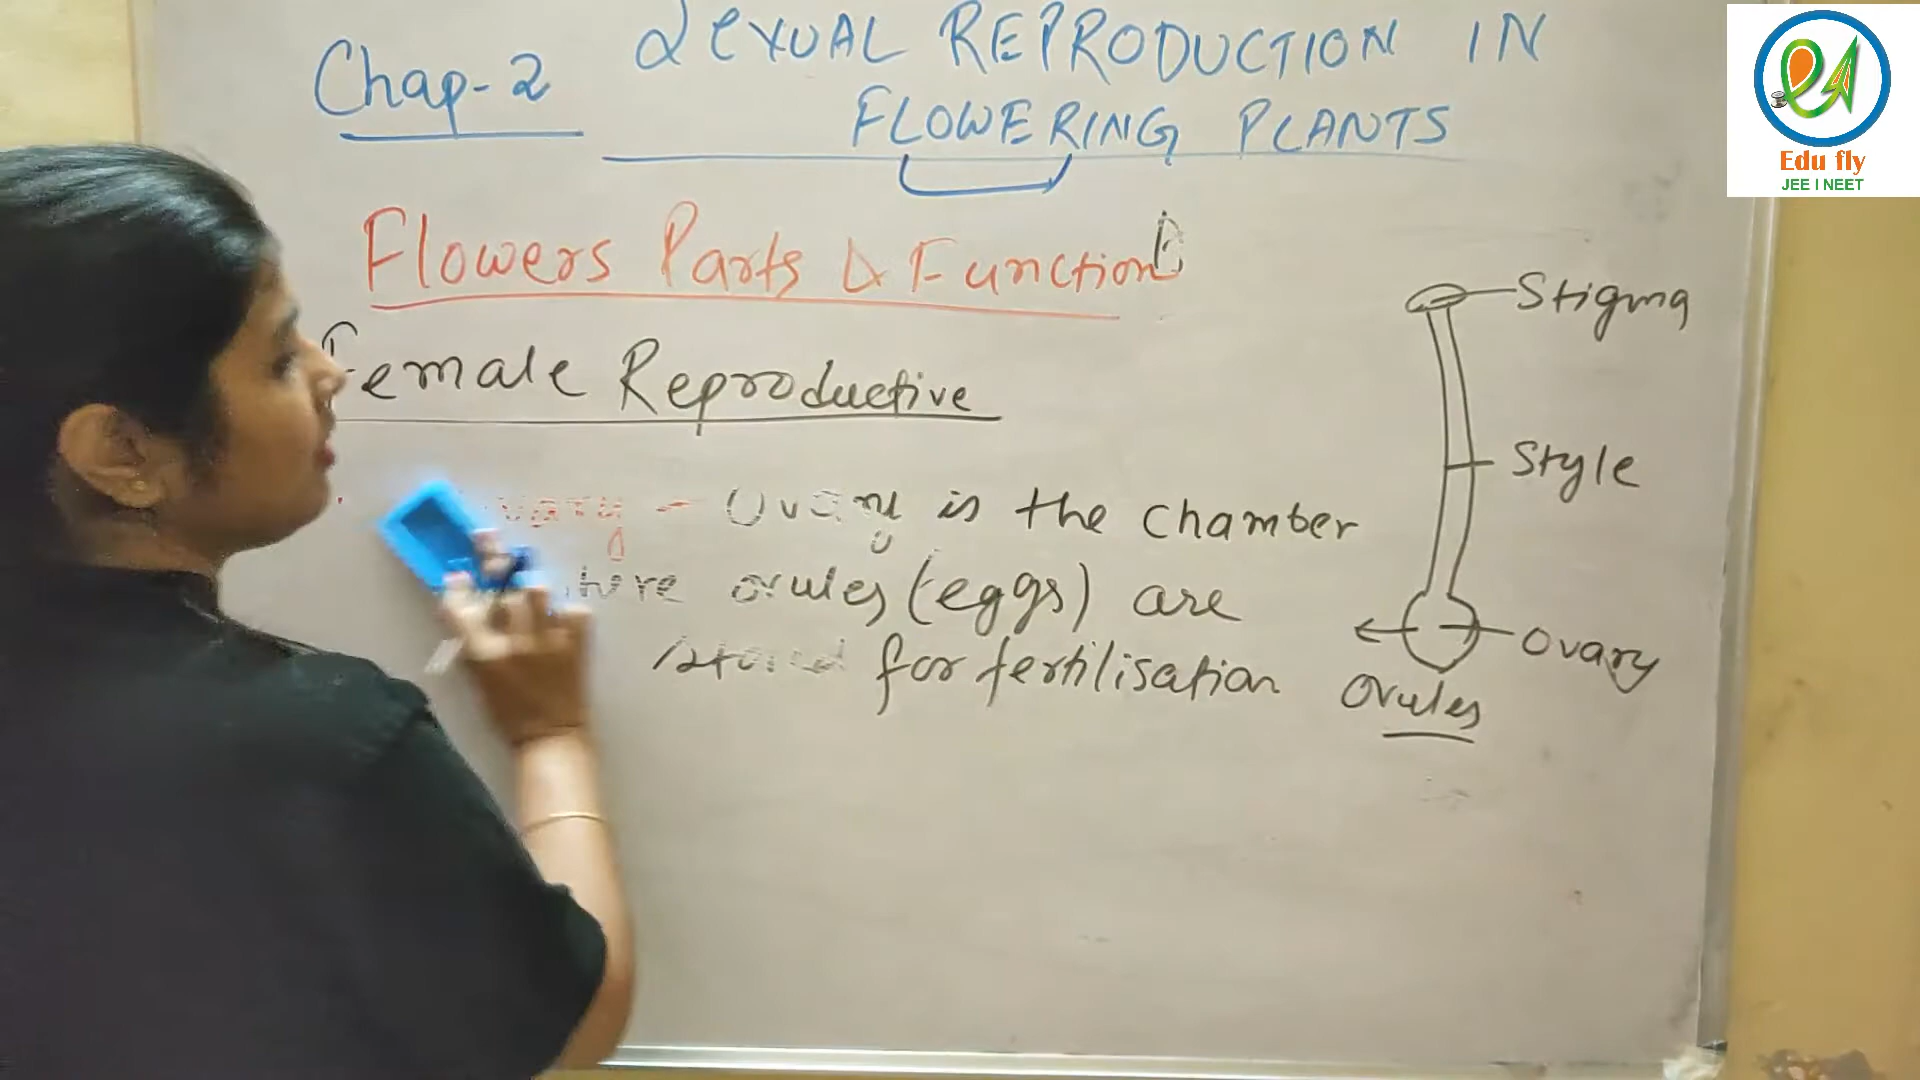 Chap-2
SEXUAL REPRODUCTION IN
FLOWERING PLANTS
Edu fly
JEE I NEET
Flowers Parts & Function
Female Reproductive
Stigma
Style
Ovary
Ovules
- Ovary is the chamber
ovules (eggs) are
stored for fertilisation